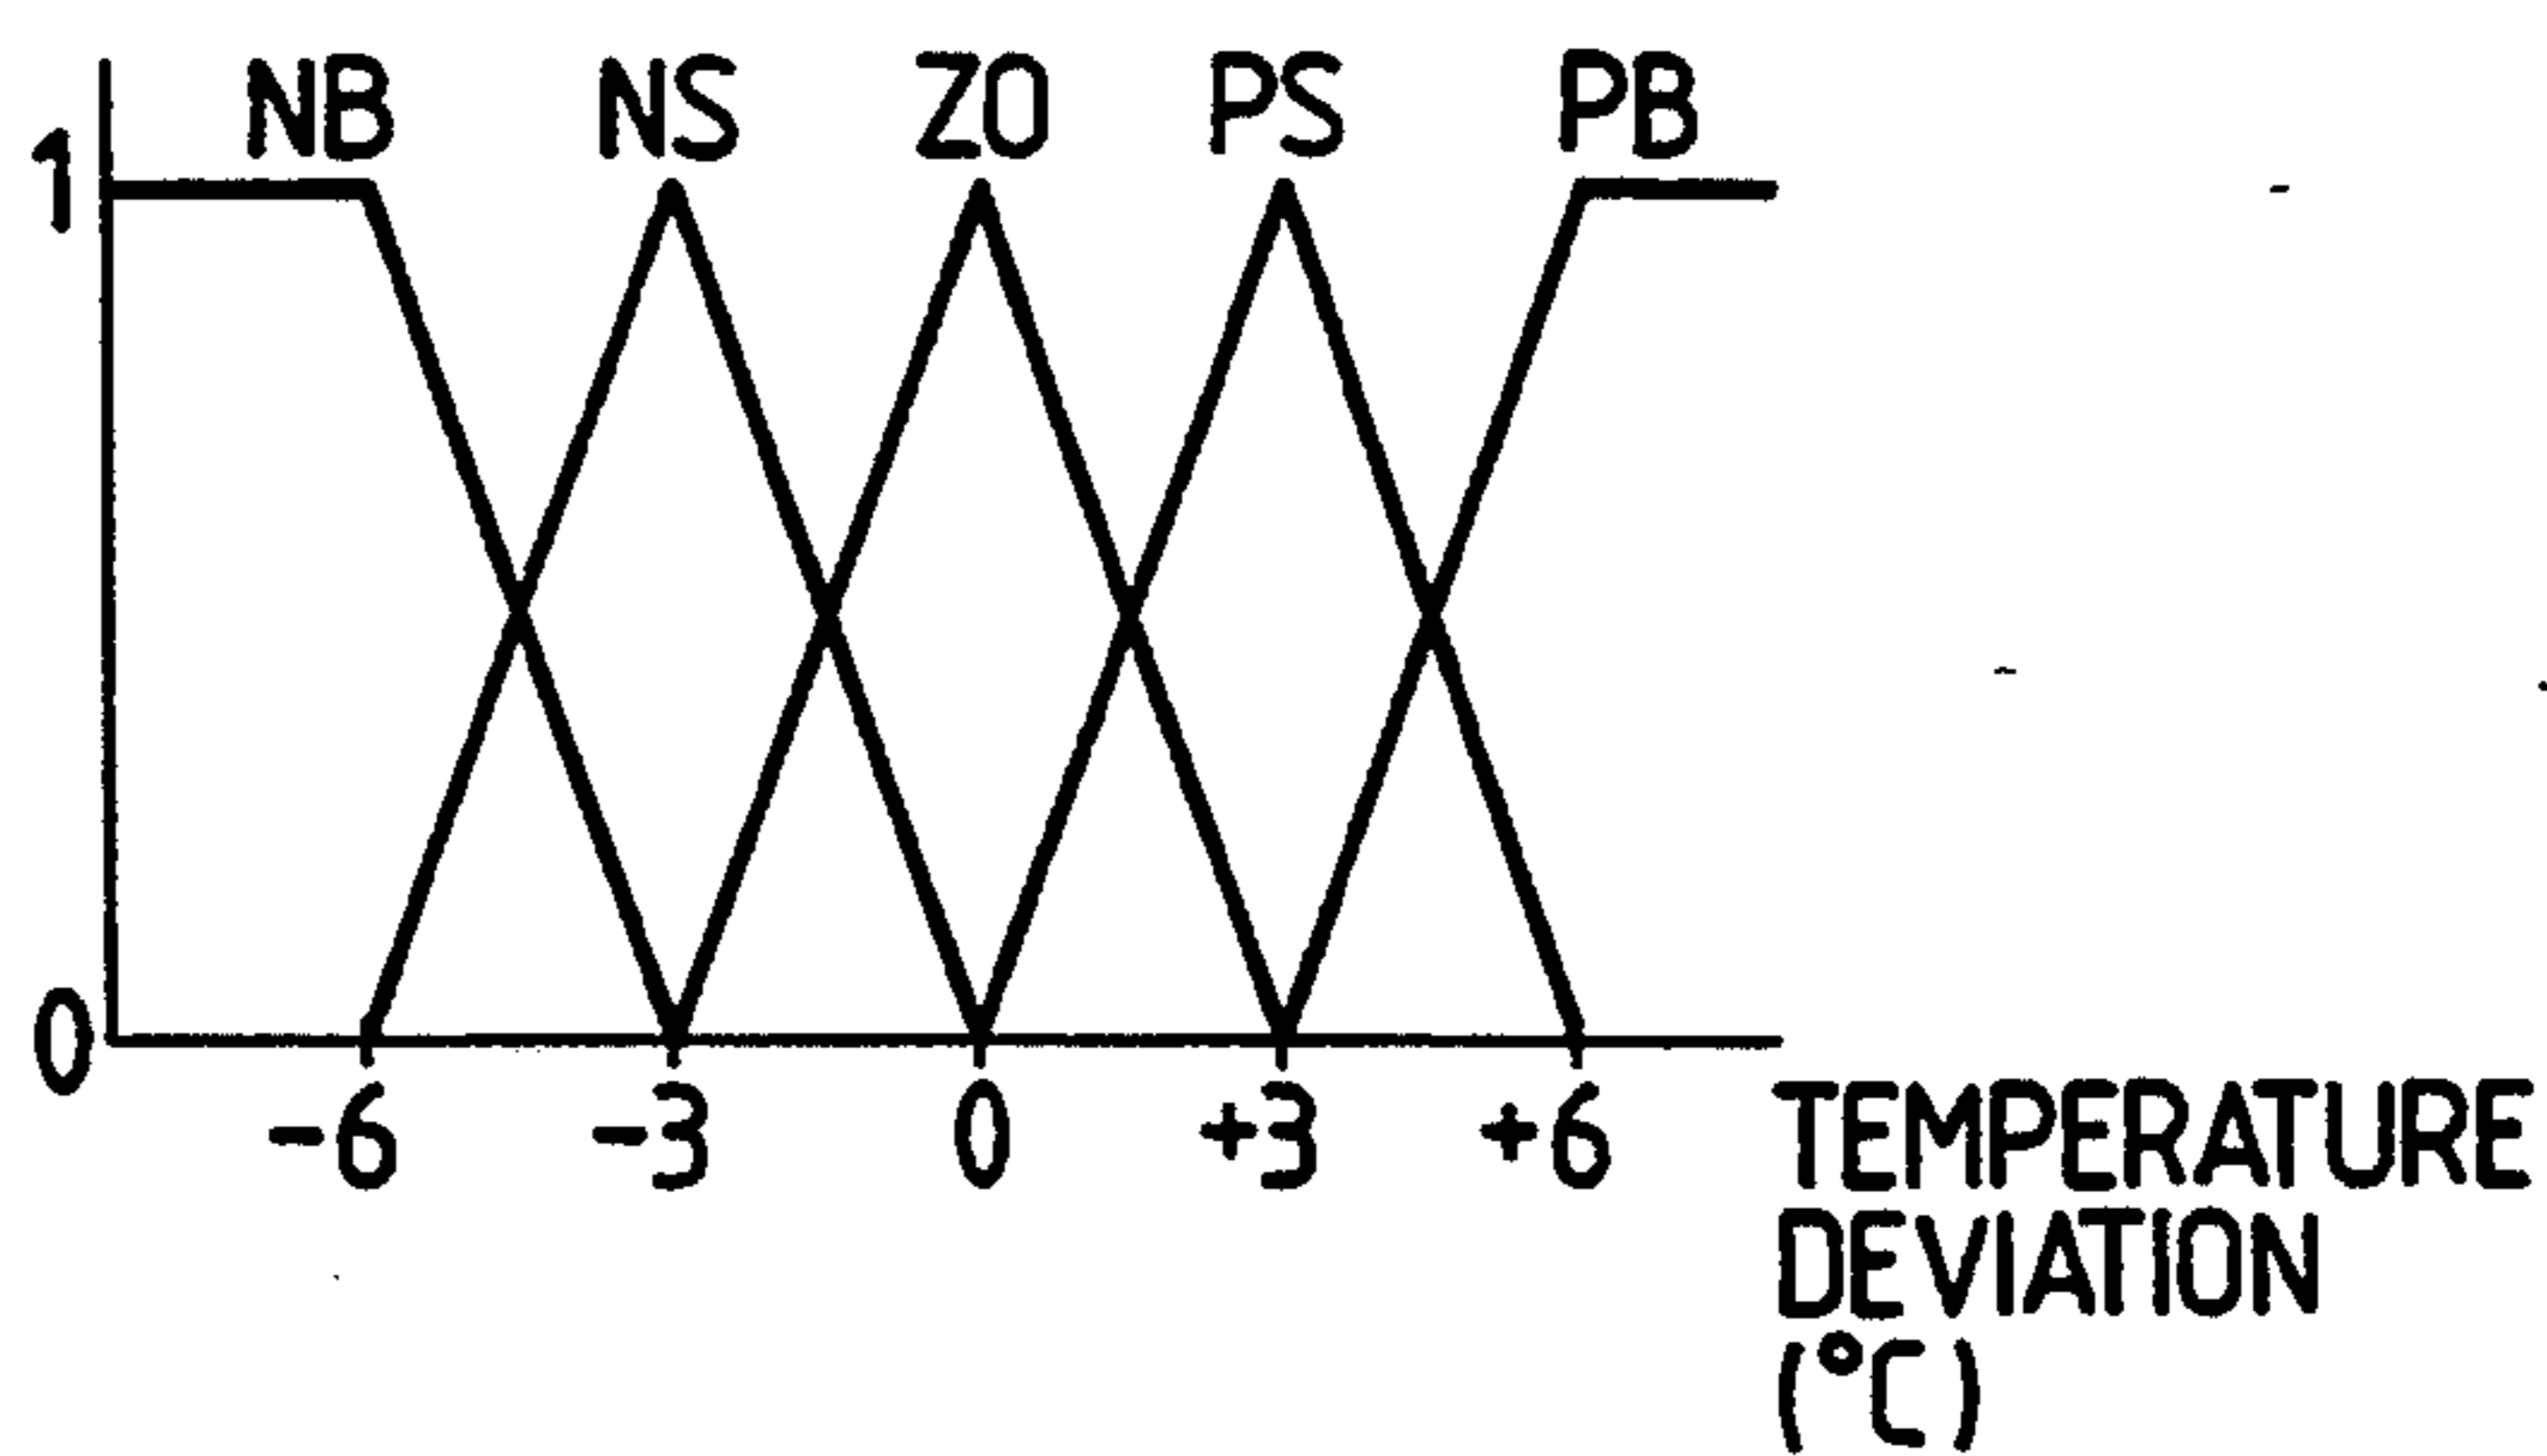 NB NS ZO PS PB
1
0
-6 -3 0 +3 +6
TEMPERATURE
DEVIATION
(°C)